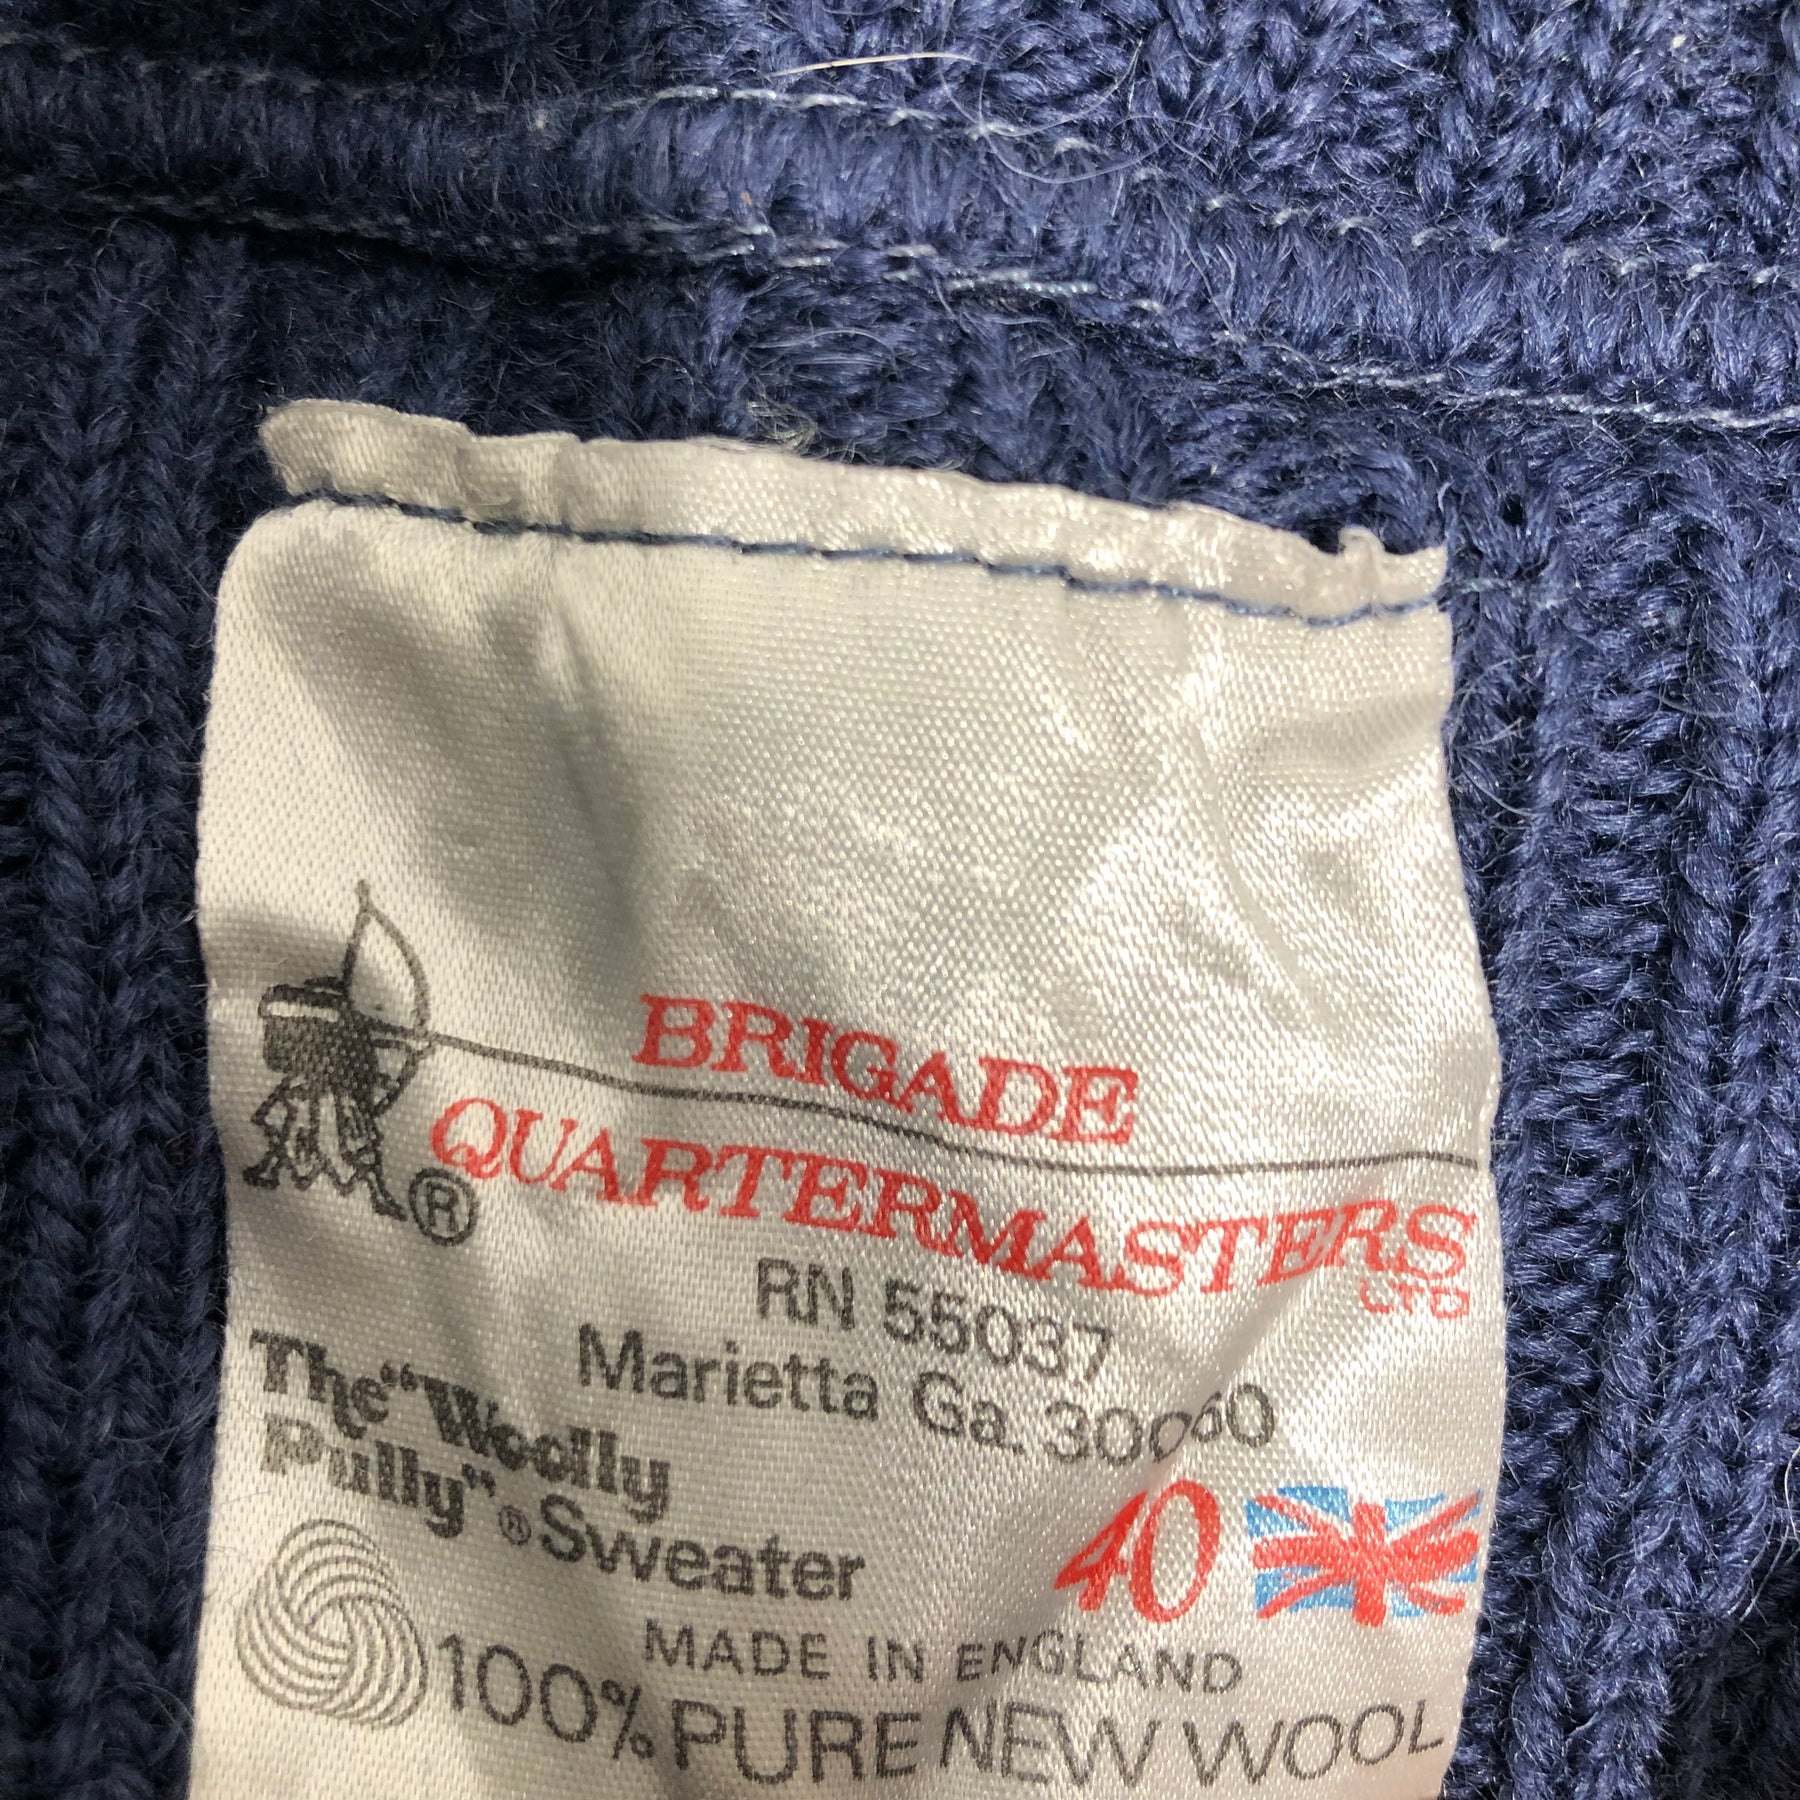 BRIGADE
QUARTERMASTERS
LTD
®
RN 55037
Marietta Ga. 30060
The "Woolly
Pully"® Sweater
40
MADE IN ENGLAND
100% PURE NEW WOOL